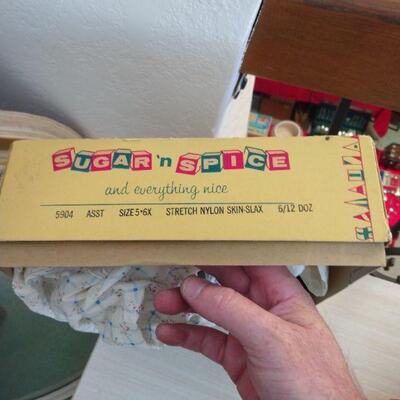 SUGAR 'n SPICE
and everything nice
5904 ASST SIZE 5-6X STRETCH NYLON SKIN-SLAX 6/12 DOZ